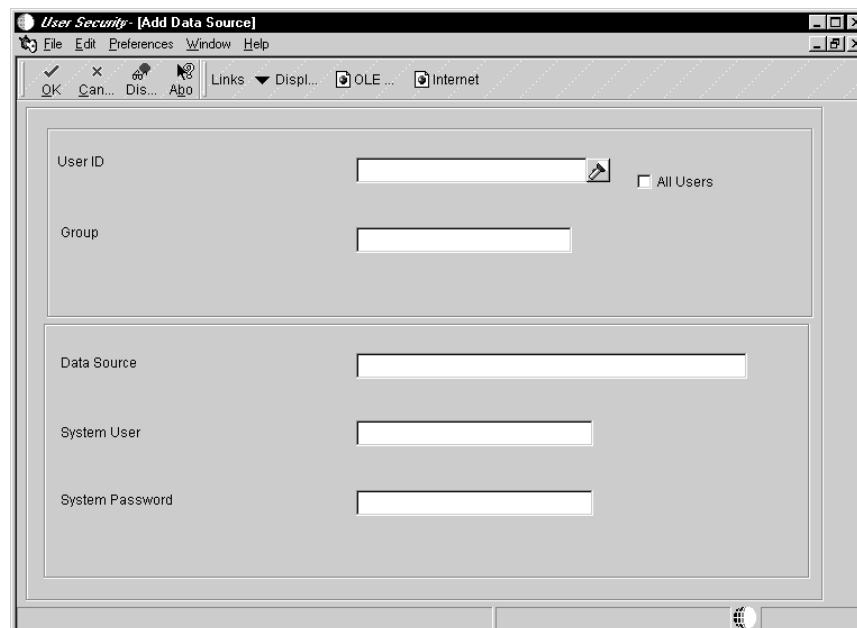 User Security - [Add Data Source]
File Edit Preferences Window Help
OK Can... Dis... Abo Links Displ... OLE ... Internet
User ID
All Users
Group
Data Source
System User
System Password